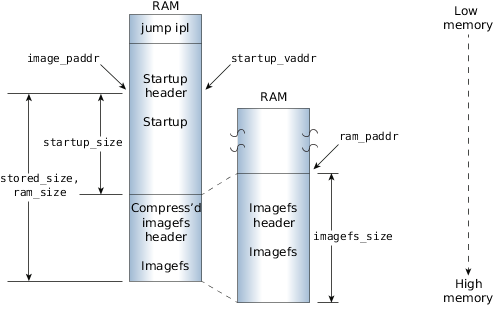 RAM
jump ipl
image_paddr
startup_vaddr
Startup
header
Startup
startup_size
stored_size,
ram_size
Compress'd
imagefs
header
Imagefs
RAM
ram_paddr
Imagefs
header
Imagefs
imagefs_size
Low
memory
High
memory